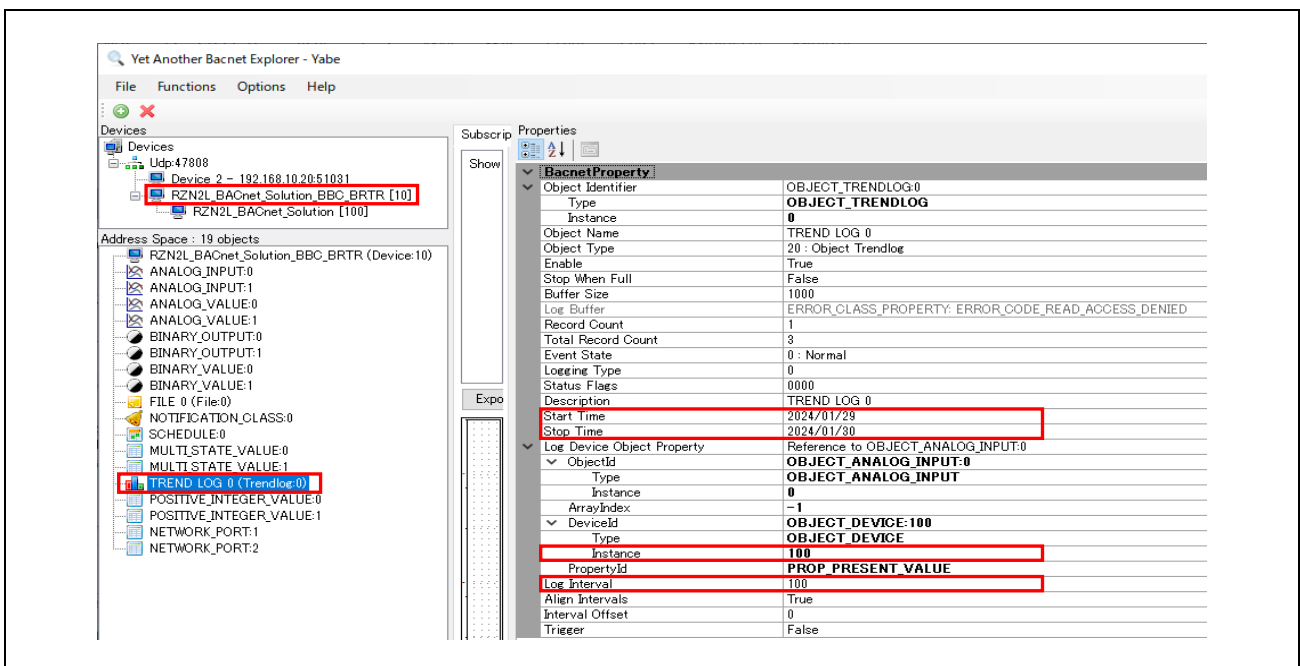 Yet Another Bacnet Explorer - Yabe
File Functions Options Help
Devices
Devices
Udp:47808
Device 2 - 192.168.10.20:51031
RZN2L_BACnet_Solution_BBC_BRTR [10]
RZN2L_BACnet_Solution [100]
Address Space : 19 objects
RZN2L_BACnet_Solution_BBC_BRTR (Device:10)
ANALOG_INPUT:0
ANALOG_INPUT:1
ANALOG_VALUE:0
ANALOG_VALUE:1
BINARY_OUTPUT:0
BINARY_OUTPUT:1
BINARY_VALUE:0
BINARY_VALUE:1
FILE 0 (File:0)
NOTIFICATION_CLASS:0
SCHEDULE:0
MULTI_STATE_VALUE:0
MULTI_STATE_VALUE:1
TREND LOG 0 (Trendlog:0)
POSITIVE_INTEGER_VALUE:0
POSITIVE_INTEGER_VALUE:1
NETWORK_PORT:1
NETWORK_PORT:2
Subscrip
Show
Expo
Properties
BacnetProperty
Object Identifier OBJECT_TRENDLOG:0
Type OBJECT_TRENDLOG
Instance 0
Object Name TREND LOG 0
Object Type 20 : Object Trendlog
Enable True
Stop When Full False
Buffer Size 1000
Log Buffer ERROR_CLASS_PROPERTY: ERROR_CODE_READ_ACCESS_DENIED
Record Count 1
Total Record Count 3
Event State 0 : Normal
Logging Type 0
Status Flags 0000
Description TREND LOG 0
Start Time 2024/01/29
Stop Time 2024/01/30
Log Device Object Property Reference to OBJECT_ANALOG_INPUT:0
ObjectId OBJECT_ANALOG_INPUT:0
Type OBJECT_ANALOG_INPUT
Instance 0
ArrayIndex -1
DeviceId OBJECT_DEVICE:100
Type OBJECT_DEVICE
Instance 100
PropertyId PROP_PRESENT_VALUE
Log Interval 100
Align Intervals True
Interval Offset 0
Trigger False